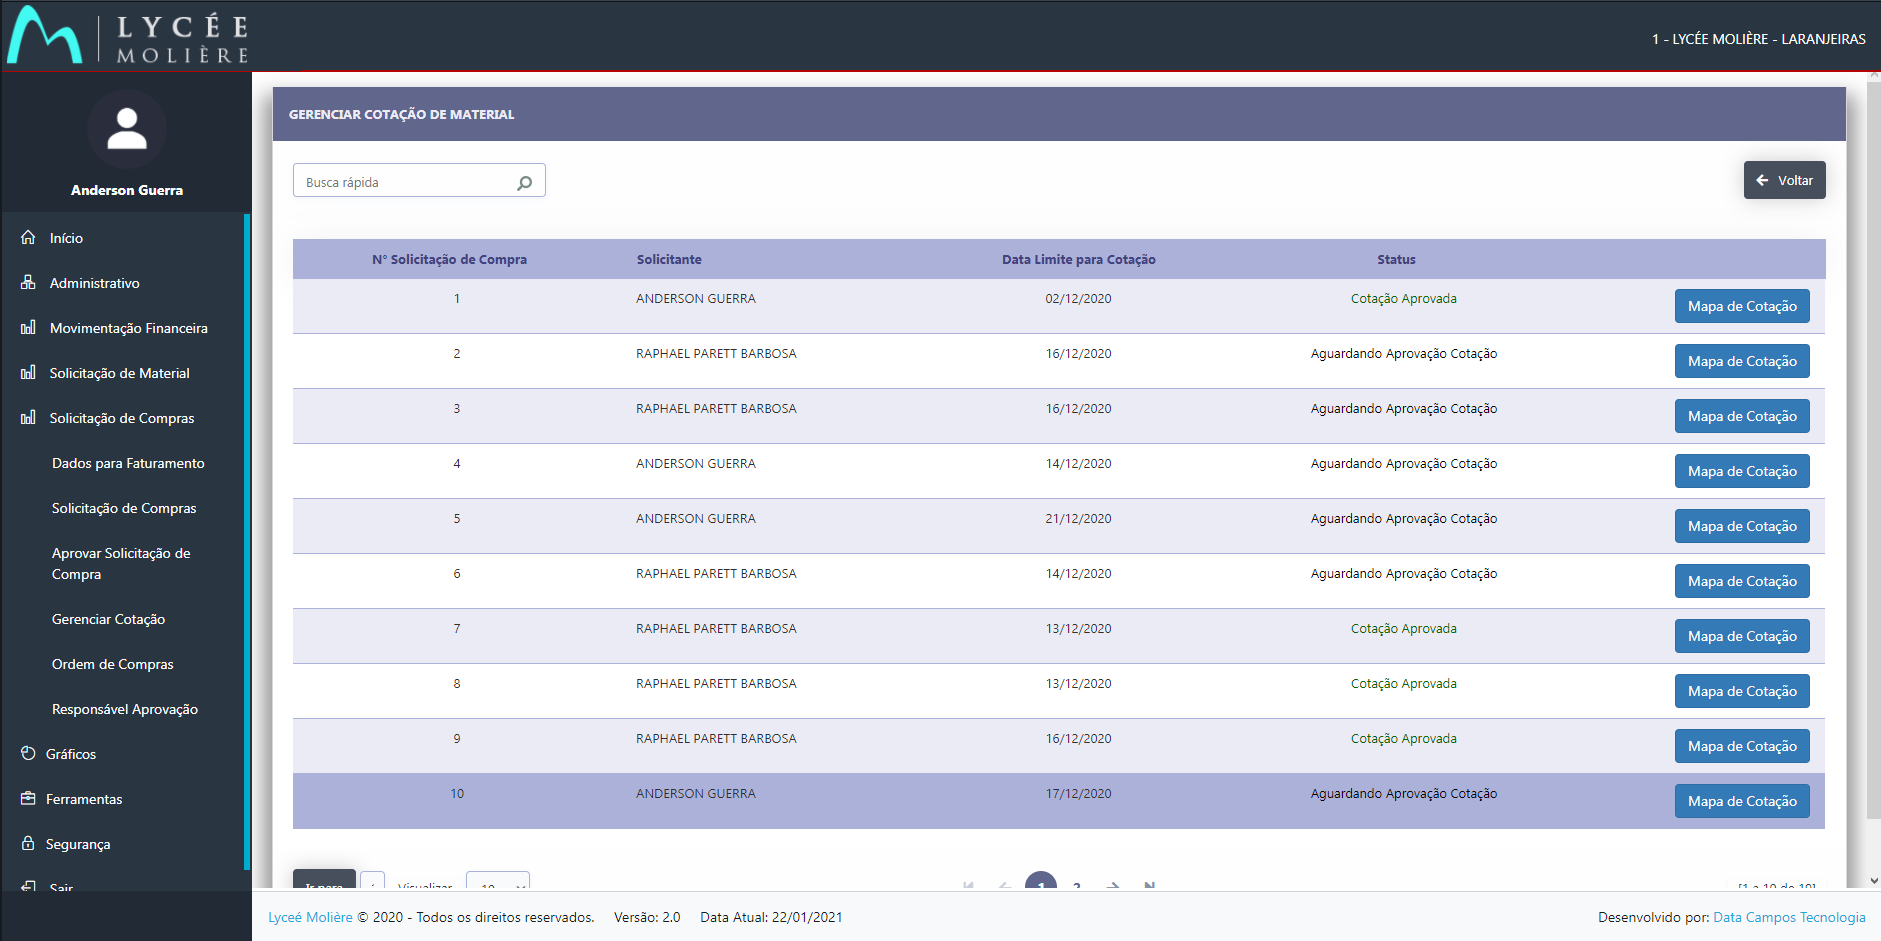 LYCÉE
MOLIÈRE
1 - LYCÉE MOLIÈRE - LARANJEIRAS
Anderson Guerra
Início
Administrativo
Movimentação Financeira
Solicitação de Material
Solicitação de Compras
Dados para Faturamento
Solicitação de Compras
Aprovar Solicitação de
Compra
Gerenciar Cotação
Ordem de Compras
Responsável Aprovação
Gráficos
Ferramentas
Segurança
Sair
GERENCIAR COTAÇÃO DE MATERIAL
Busca rápida
Voltar
N° Solicitação de Compra Solicitante Data Limite para Cotação Status
1 ANDERSON GUERRA 02/12/2020 Cotação Aprovada Mapa de Cotação
2 RAPHAEL PARETT BARBOSA 16/12/2020 Aguardando Aprovação Cotação Mapa de Cotação
3 RAPHAEL PARETT BARBOSA 16/12/2020 Aguardando Aprovação Cotação Mapa de Cotação
4 ANDERSON GUERRA 14/12/2020 Aguardando Aprovação Cotação Mapa de Cotação
5 ANDERSON GUERRA 21/12/2020 Aguardando Aprovação Cotação Mapa de Cotação
6 RAPHAEL PARETT BARBOSA 14/12/2020 Aguardando Aprovação Cotação Mapa de Cotação
7 RAPHAEL PARETT BARBOSA 13/12/2020 Cotação Aprovada Mapa de Cotação
8 RAPHAEL PARETT BARBOSA 13/12/2020 Cotação Aprovada Mapa de Cotação
9 RAPHAEL PARETT BARBOSA 16/12/2020 Cotação Aprovada Mapa de Cotação
10 ANDERSON GUERRA 17/12/2020 Aguardando Aprovação Cotação Mapa de Cotação
Ir para Visualizar 10 1 2
Lyceé Molière © 2020 - Todos os direitos reservados. Versão: 2.0 Data Atual: 22/01/2021 Desenvolvido por: Data Campos Tecnologia